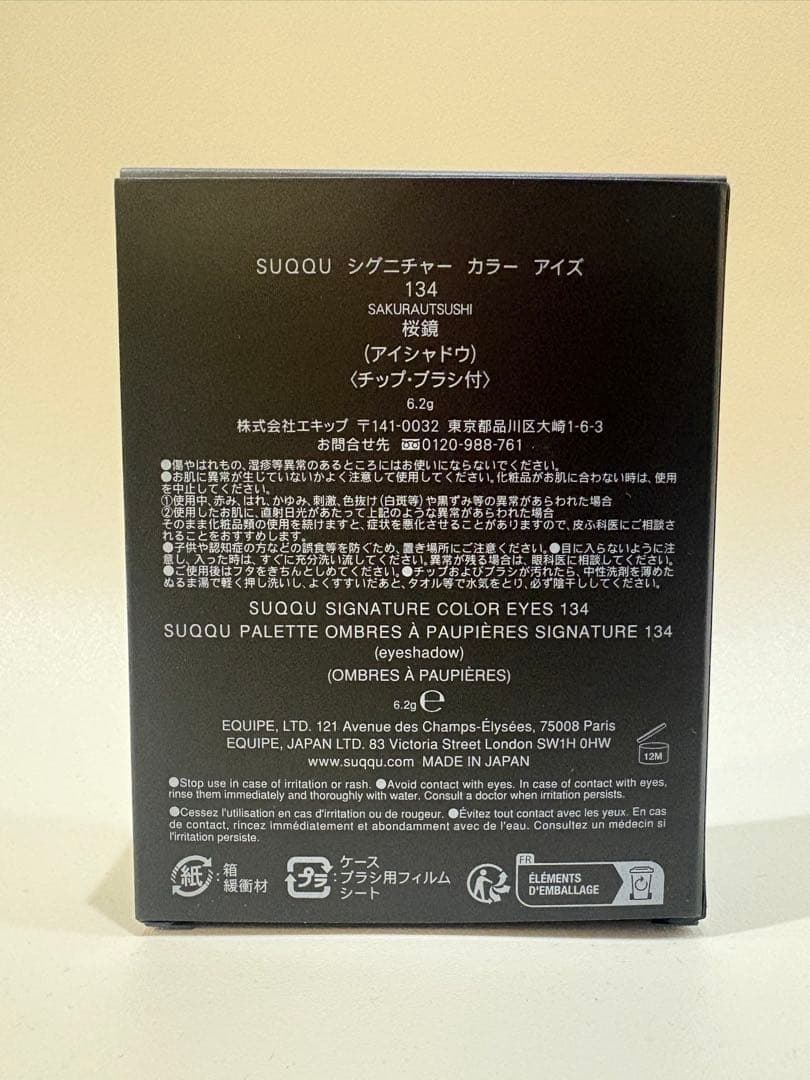 SUQQU シグニチャー カラー アイズ
134
SAKURAUTSUSHI
桜鏡
(アイシャドウ)
〈チップ・ブラシ付〉
6.2g
株式会社エキップ 〒141-0032 東京都品川区大崎1-6-3
お問合せ先 0120-988-761
●傷やはれもの、湿疹等異常のあるところにはお使いにならないでください。
●お肌に異常が生じていないかよく注意して使用してください。化粧品がお肌に合わない時は、使用
を中止してください。
①使用中、赤み、はれ、かゆみ、刺激、色抜け(白斑等)や黒ずみ等の異常があらわれた場合
②使用したお肌に、直射日光があたって上記のような異常があらわれた場合
そのまま化粧品類の使用を続けますと、症状を悪化させることがありますので、皮ふ科医にご相談さ
れることをおすすめします。
●子供や認知症の方などの誤食等を防ぐため、置き場所にご注意ください。●目に入らないように注
意し、入った時は、すぐに充分洗い流してください。異常が残る場合は、眼科医に相談してください。
●ご使用後はフタをきちんとしめてください。●チップおよびブラシが汚れたら、中性洗剤を薄めた
ぬるま湯で軽く押し洗いし、よくすすいだあと、タオル等で水気をとり、必ず陰干ししてください。
SUQQU SIGNATURE COLOR EYES 134
SUQQU PALETTE OMBRES À PAUPIÈRES SIGNATURE 134
(eyeshadow)
(OMBRES À PAUPIÈRES)
6.2g ℮
EQUIPE, LTD. 121 Avenue des Champs-Élysées, 75008 Paris
EQUIPE, JAPAN LTD. 83 Victoria Street London SW1H 0HW
www.suqqu.com MADE IN JAPAN
12M
●Stop use in case of irritation or rash. ●Avoid contact with eyes. In case of contact with eyes,
rinse them immediately and thoroughly with water. Consult a doctor when irritation persists.
●Cessez l'utilisation en cas d'irritation ou de rougeur. ●Évitez tout contact avec les yeux. En cas
de contact, rincez immédiatement et abondamment avec de l'eau. Consultez un médecin si
l'irritation persiste.
紙:箱
緩衝材
プラ:ケース
ブラシ用フィルム
シート
FR
ÉLÉMENTS
D'EMBALLAGE